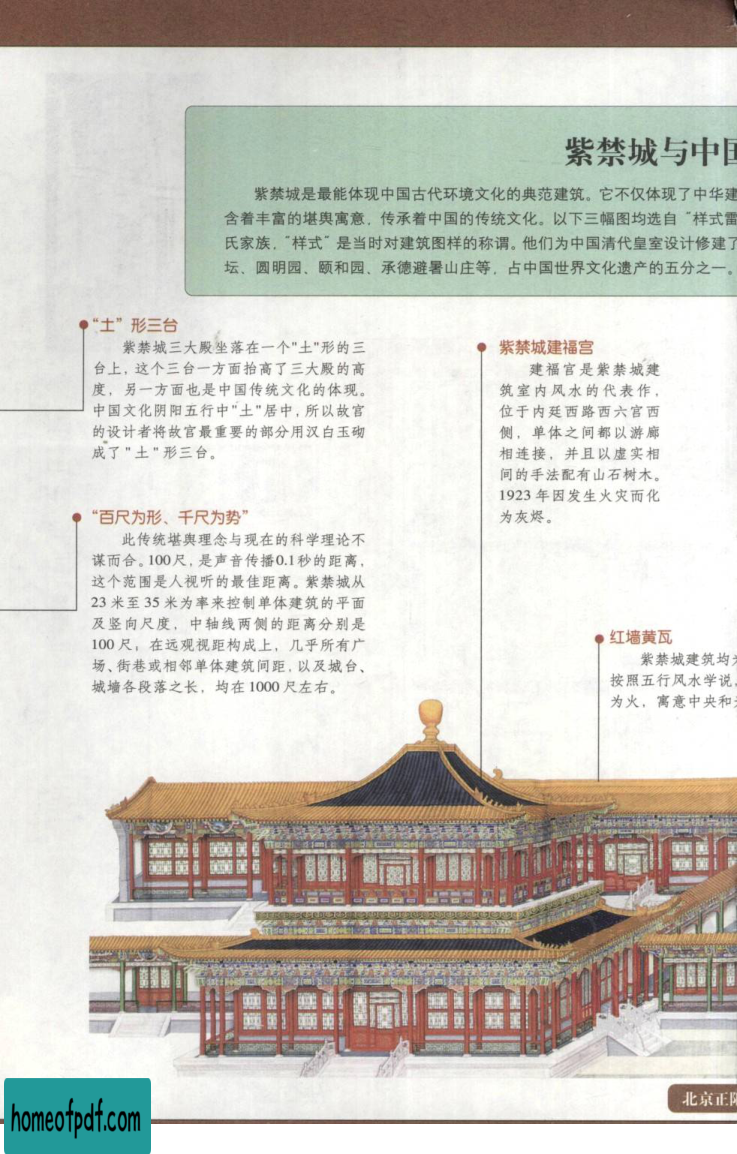 紫禁城与中国
紫禁城是最能体现中国古代环境文化的典范建筑。它不仅体现了中华建
含着丰富的堪舆寓意，传承着中国的传统文化。以下三幅图均选自“样式雷
氏家族，“样式”是当时对建筑图样的称谓。他们为中国清代皇室设计修建了
坛、圆明园、颐和园、承德避暑山庄等，占中国世界文化遗产的五分之一。
“土”形三台
紫禁城三大殿坐落在一个"土"形的三
台上，这个三台一方面抬高了三大殿的高
度，另一方面也是中国传统文化的体现。
中国文化阴阳五行中"土"居中，所以故宫
的设计者将故宫最重要的部分用汉白玉砌
成了"土"形三台。
“百尺为形、千尺为势”
此传统堪舆理念与现在的科学理论不
谋而合。100尺，是声音传播0.1秒的距离，
这个范围是人视听的最佳距离。紫禁城从
23米至35米为率来控制单体建筑的平面
及竖向尺度，中轴线两侧的距离分别是
100尺；在远观视距构成上，几乎所有广
场、街巷或相邻单体建筑间距，以及城台、
城墙各段落之长，均在1000尺左右。
紫禁城建福宫
建福宫是紫禁城建
筑室内风水的代表作，
位于内廷西路西六宫西
侧，单体之间都以游廊
相连接，并且以虚实相
间的手法配有山石树木。
1923年因发生火灾而化
为灰烬。
红墙黄瓦
紫禁城建筑均为
按照五行风水学说，
为火，寓意中央和
北京正阳
homeofpdf.com